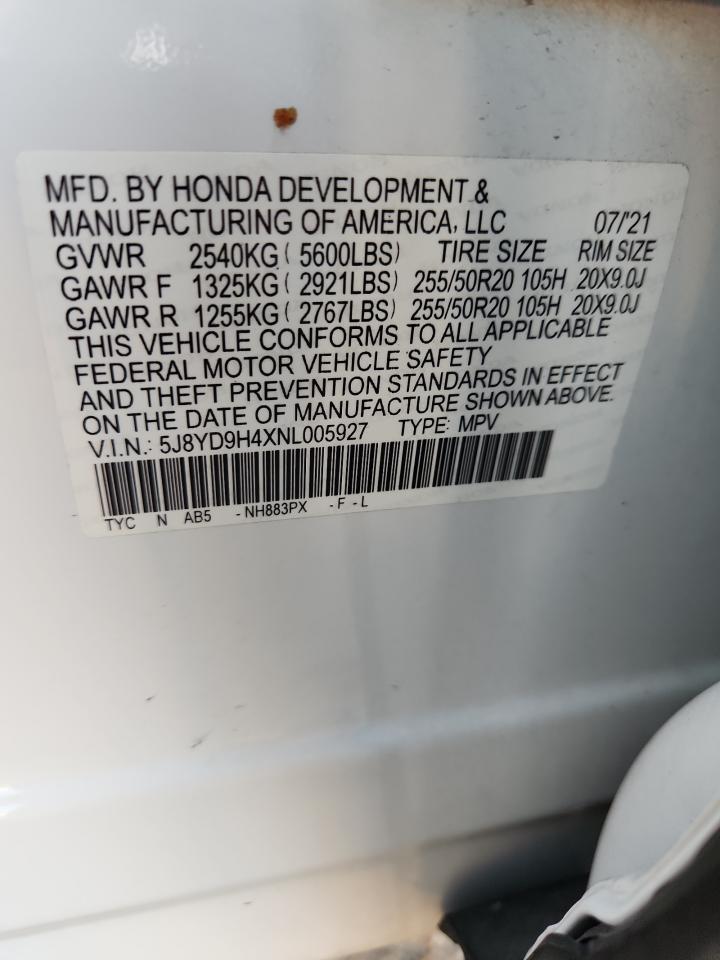 MFD. BY HONDA DEVELOPMENT &
MANUFACTURING OF AMERICA, LLC 07/'21
GVWR 2540KG ( 5600LBS) TIRE SIZE RIM SIZE
GAWR F 1325KG ( 2921LBS) 255/50R20 105H 20X9.0J
GAWR R 1255KG ( 2767LBS) 255/50R20 105H 20X9.0J
THIS VEHICLE CONFORMS TO ALL APPLICABLE
FEDERAL MOTOR VEHICLE SAFETY
AND THEFT PREVENTION STANDARDS IN EFFECT
ON THE DATE OF MANUFACTURE SHOWN ABOVE.
V.I.N.: 5J8YD9H4XNL005927 TYPE: MPV
TYC N AB5 - NH883PX - F - L